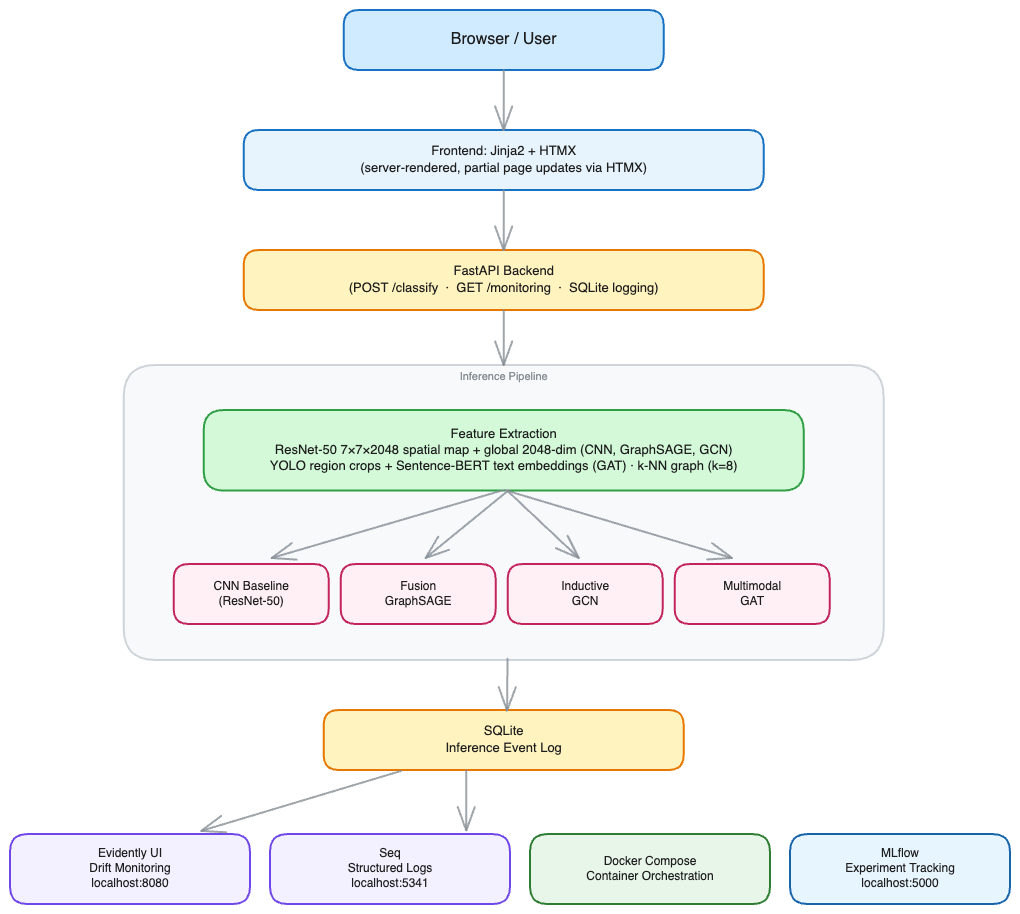 Browser / User
Frontend: Jinja2 + HTMX
(server-rendered, partial page updates via HTMX)
FastAPI Backend
(POST /classify · GET /monitoring · SQLite logging)
Inference Pipeline
Feature Extraction
ResNet-50 7×7×2048 spatial map + global 2048-dim (CNN, GraphSAGE, GCN)
YOLO region crops + Sentence-BERT text embeddings (GAT) · k-NN graph (k=8)
CNN Baseline
(ResNet-50)
Fusion
GraphSAGE
Inductive
GCN
Multimodal
GAT
SQLite
Inference Event Log
Evidently UI
Drift Monitoring
localhost:8080
Seq
Structured Logs
localhost:5341
Docker Compose
Container Orchestration
MLflow
Experiment Tracking
localhost:5000